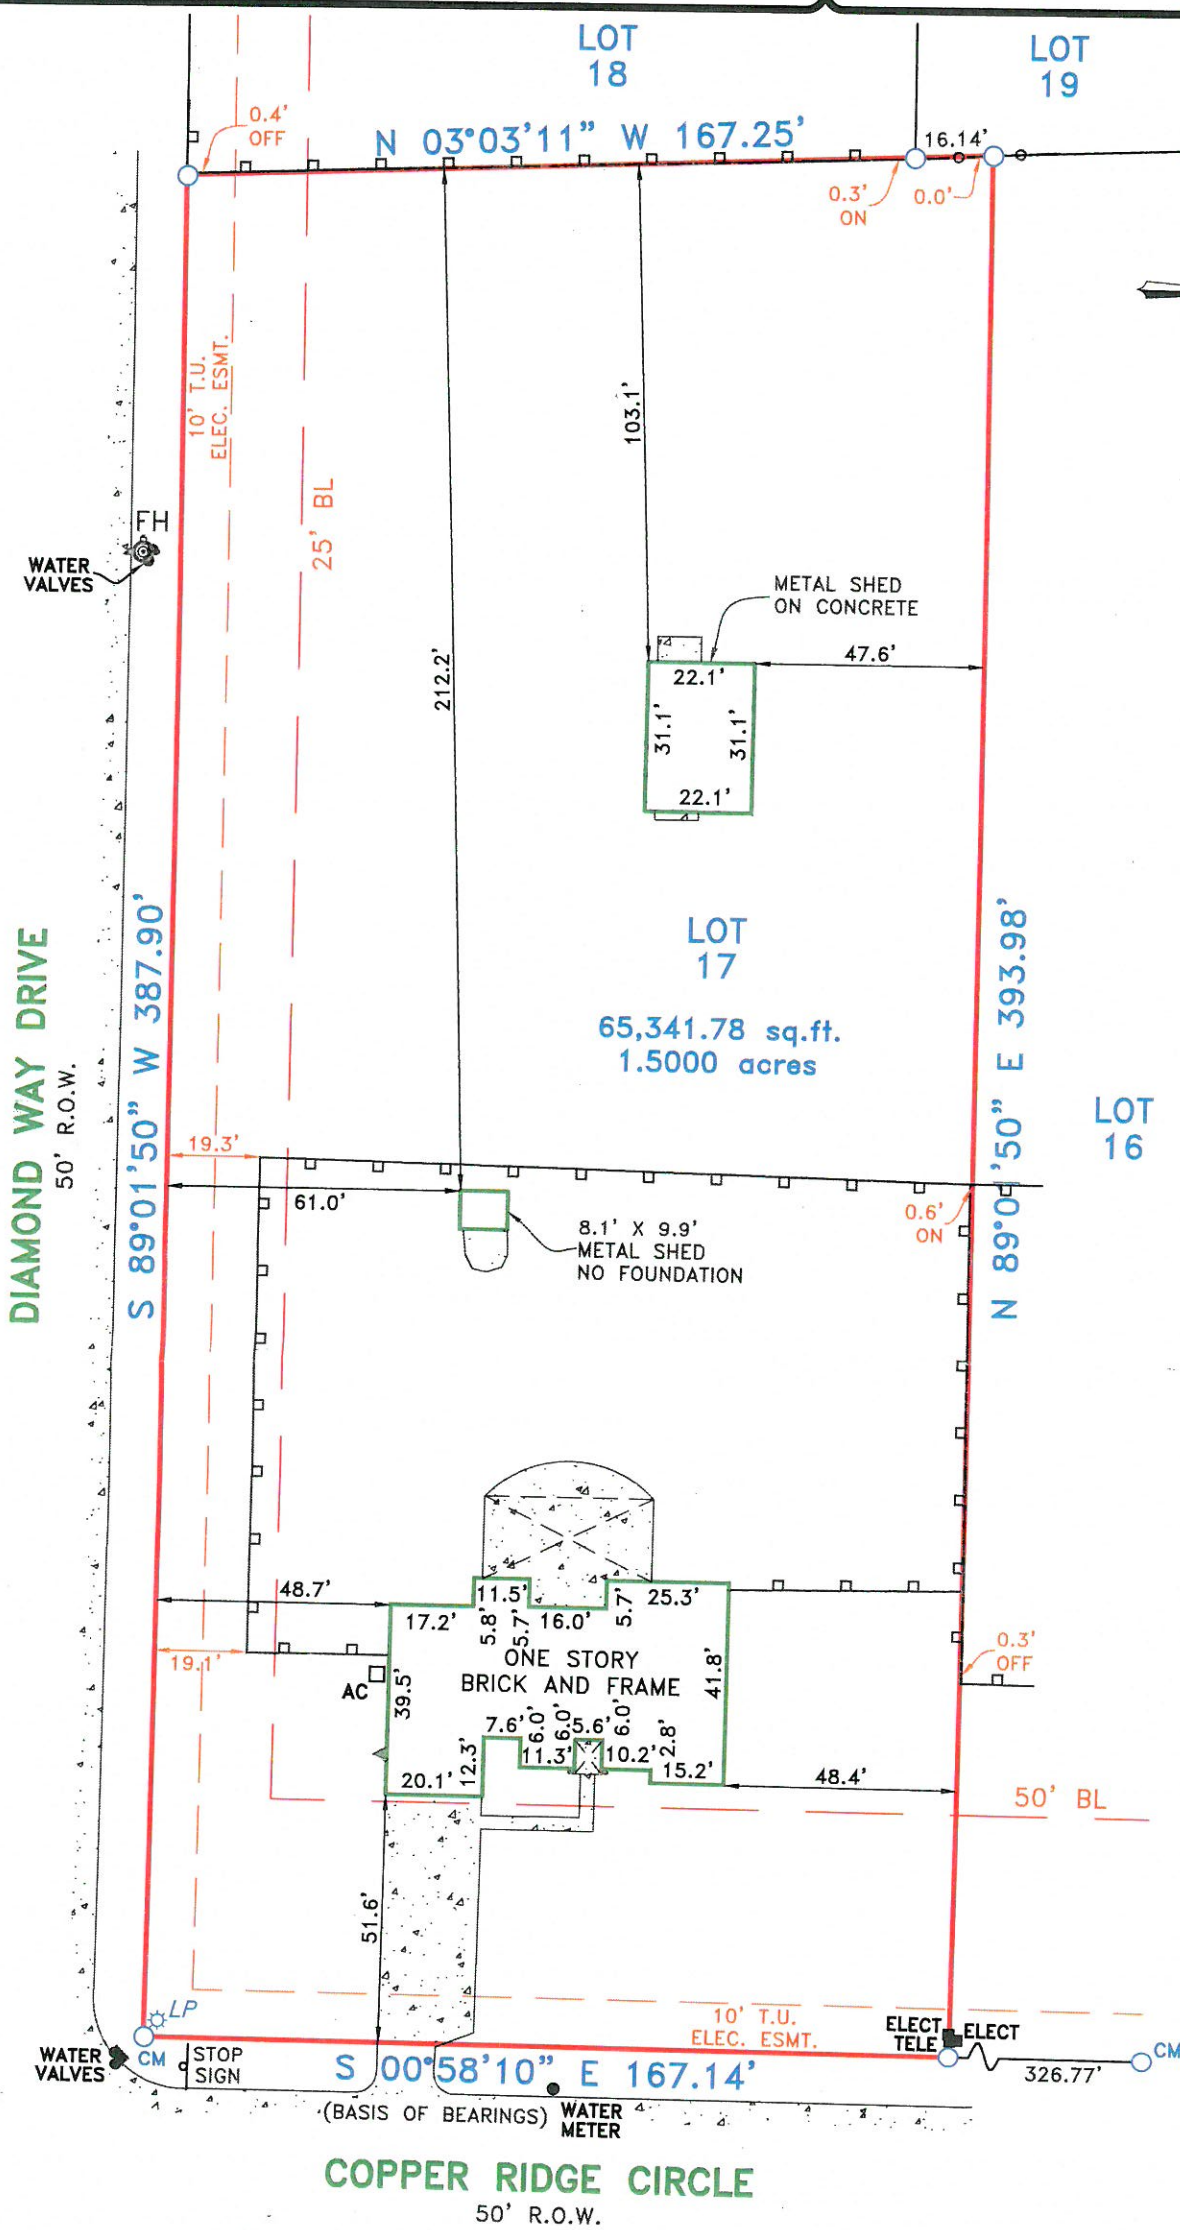 LOT
18
LOT
19
0.4'
OFF
N 03°03'11" W 167.25'
16.14'
0.3'
ON
0.0'
10' T.U.
ELEC. ESMT.
25' BL
103.1'
FH
WATER
VALVES
METAL SHED
ON CONCRETE
212.2'
47.6'
22.1'
31.1'
31.1'
22.1'
LOT
17
65,341.78 sq.ft.
1.5000 acres
DIAMOND WAY DRIVE
50' R.O.W.
S 89°01'50" W 387.90'
N 89°01'50" E 393.98'
LOT
16
19.3'
61.0'
8.1' X 9.9'
METAL SHED
NO FOUNDATION
0.6'
ON
48.7'
17.2'
11.5'
5.8'
5.7'
16.0'
5.7'
25.3'
19.1'
AC
39.5'
ONE STORY
BRICK AND FRAME
41.8'
0.3'
OFF
7.6'
6.0'
6.0'
5.6'
6.0'
2.8'
12.3'
11.3'
10.2'
15.2'
20.1'
48.4'
50' BL
51.6'
LP
10' T.U.
ELEC. ESMT.
ELECT
TELE
ELECT
WATER
VALVES
CM
STOP
SIGN
S 00°58'10" E 167.14'
326.77'
CM
(BASIS OF BEARINGS)
WATER
METER
COPPER RIDGE CIRCLE
50' R.O.W.